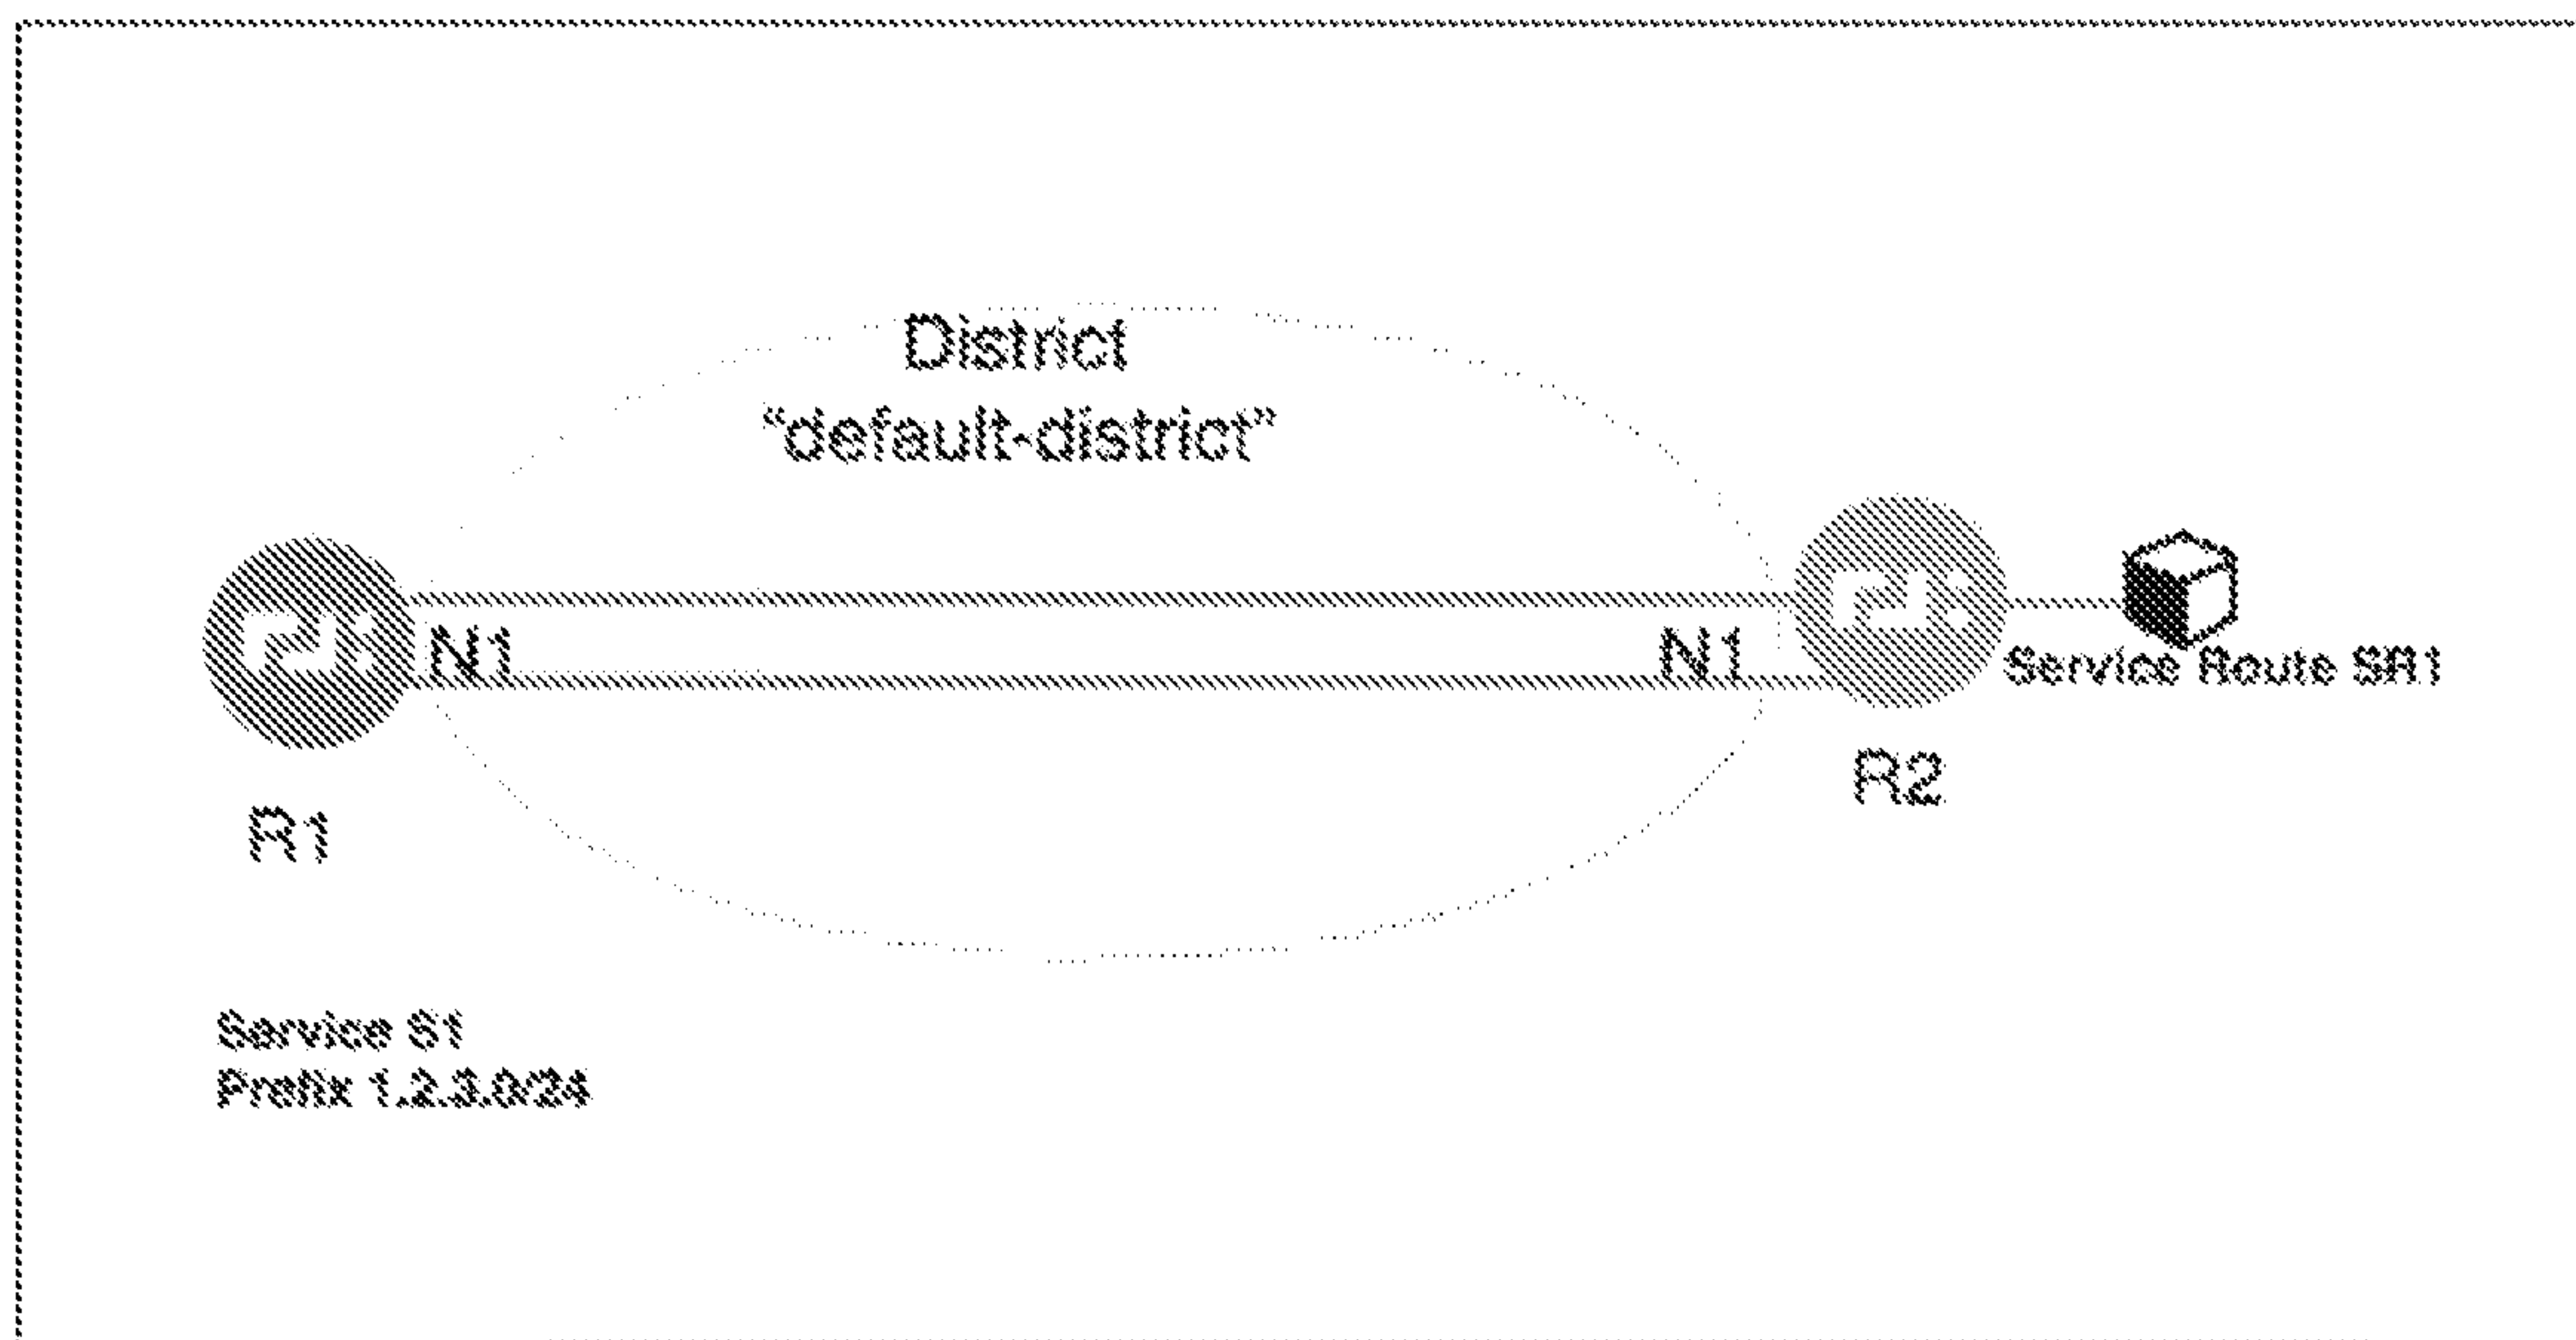 District
“default-district”
N1
N1
Service Route SR1
R2
R1
Service S1
Prefix 1.2.3.0/24